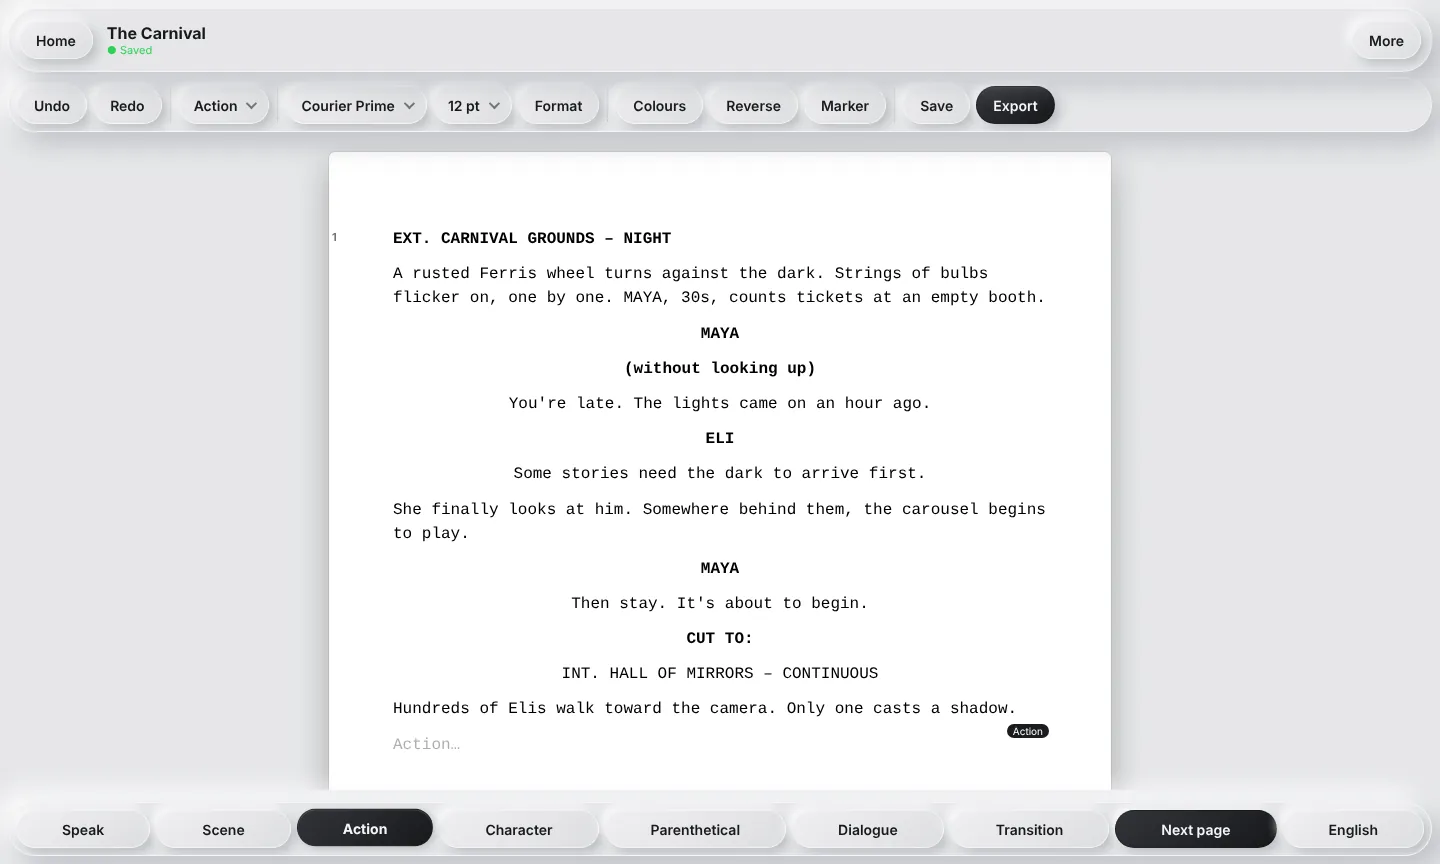 Home
The Carnival
Saved
More
Undo
Redo
Action
Courier Prime
12 pt
Format
Colours
Reverse
Marker
Save
Export
1
EXT. CARNIVAL GROUNDS – NIGHT
A rusted Ferris wheel turns against the dark. Strings of bulbs
flicker on, one by one. MAYA, 30s, counts tickets at an empty booth.
MAYA
(without looking up)
You're late. The lights came on an hour ago.
ELI
Some stories need the dark to arrive first.
She finally looks at him. Somewhere behind them, the carousel begins
to play.
MAYA
Then stay. It's about to begin.
CUT TO:
INT. HALL OF MIRRORS – CONTINUOUS
Hundreds of Elis walk toward the camera. Only one casts a shadow.
Action
Action…
Speak
Scene
Action
Character
Parenthetical
Dialogue
Transition
Next page
English